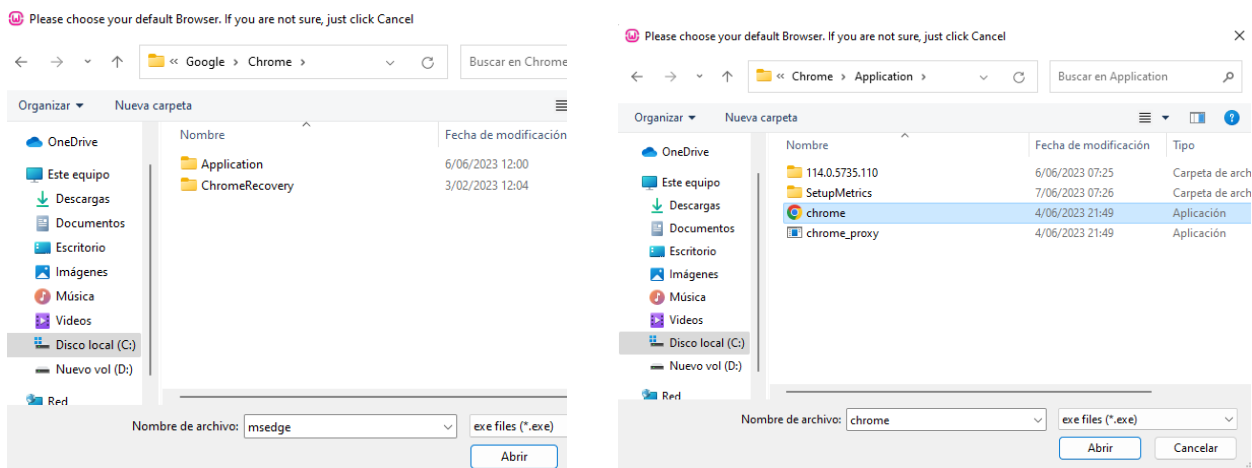 Please choose your default Browser. If you are not sure, just click Cancel
« Google > Chrome >
Buscar en Chrome
Organizar
Nueva carpeta
Nombre
Fecha de modificación
OneDrive
Este equipo
Descargas
Documentos
Escritorio
Imágenes
Música
Videos
Disco local (C:)
Nuevo vol (D:)
Red
Application
6/06/2023 12:00
ChromeRecovery
3/02/2023 12:04
Nombre de archivo: msedge
exe files (*.exe)
Abrir
Please choose your default Browser. If you are not sure, just click Cancel
« Chrome > Application >
Buscar en Application
Organizar
Nueva carpeta
Nombre
Fecha de modificación
Tipo
OneDrive
Este equipo
Descargas
Documentos
Escritorio
Imágenes
Música
Videos
Disco local (C:)
Nuevo vol (D:)
Red
114.0.5735.110
6/06/2023 07:25
Carpeta de arch
SetupMetrics
7/06/2023 07:26
Carpeta de arch
chrome
4/06/2023 21:49
Aplicación
chrome_proxy
4/06/2023 21:49
Aplicación
Nombre de archivo: chrome
exe files (*.exe)
Abrir
Cancelar